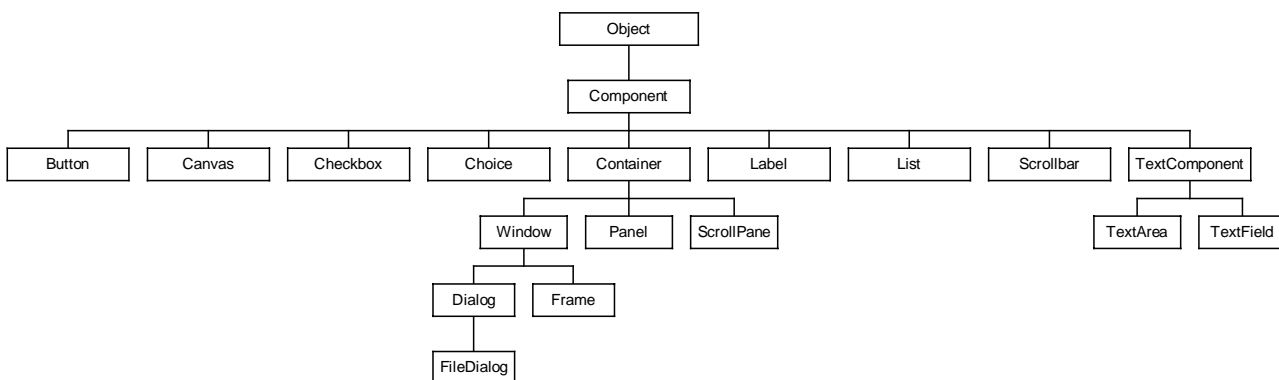 Object
Component
Button
Canvas
Checkbox
Choice
Container
Label
List
Scrollbar
TextComponent
Window
Panel
ScrollPane
TextArea
TextField
Dialog
Frame
FileDialog